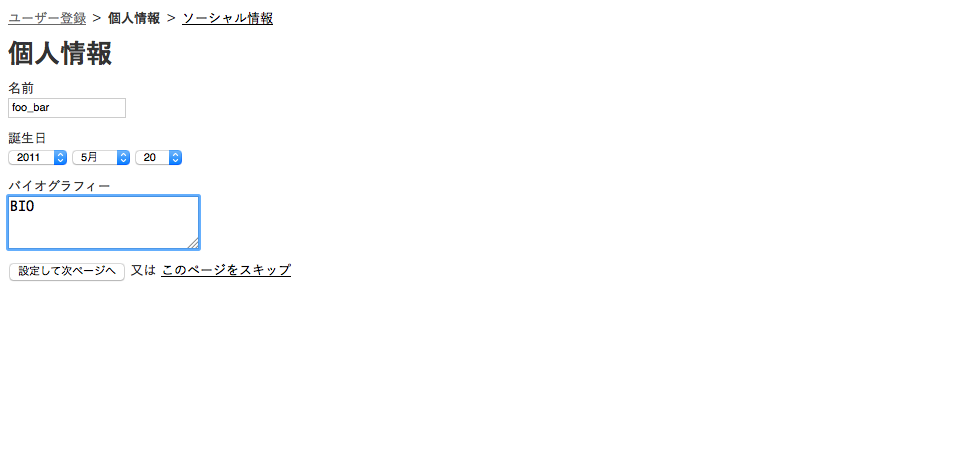 ユーザー登録 > 個人情報 > ソーシャル情報
個人情報
名前
foo_bar
誕生日
2011 5月 20
バイオグラフィー
BIO
設定して次ページへ 又は このページをスキップ